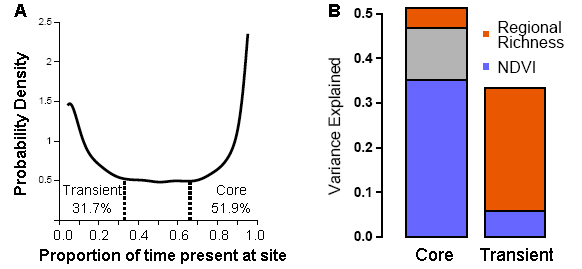 A
Probability Density
2.5
2
1.5
1
0.5
Transient
31.7%
Core
51.9%
0.0 0.2 0.4 0.6 0.8 1.0
Proportion of time present at site
B
Variance Explained
0.5
0.4
0.3
0.2
0.1
0.0
Regional
Richness
NDVI
Core Transient